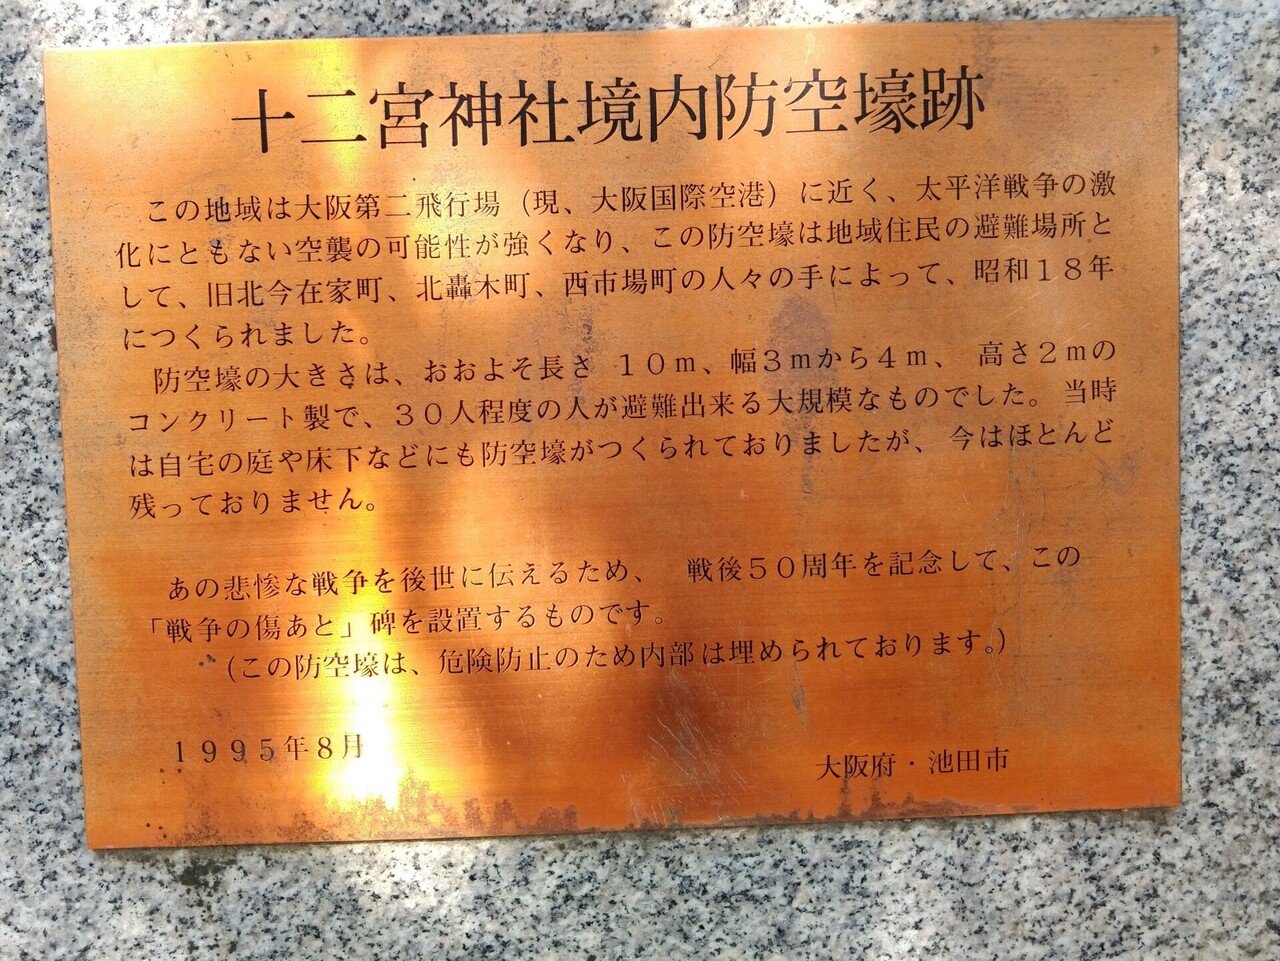 十二宮神社境内防空壕跡
この地域は大阪第二飛行場（現、大阪国際空港）に近く、太平洋戦争の激
化にともない空襲の可能性が強くなり、この防空壕は地域住民の避難場所と
して、旧北今在家町、北轟木町、西市場町の人々の手によって、昭和１８年
につくられました。
防空壕の大きさは、おおよそ長さ　１０ｍ、幅３ｍから４ｍ、　高さ２ｍの
コンクリート製で、３０人程度の人が避難出来る大規模なものでした。当時
は自宅の庭や床下などにも防空壕がつくられておりましたが、今はほとんど
残っておりません。
あの悲惨な戦争を後世に伝えるため、　戦後５０周年を記念して、この
「戦争の傷あと」碑を設置するものです。
（この防空壕は、危険防止のため内部は埋められております。）
１９９５年８月
大阪府・池田市